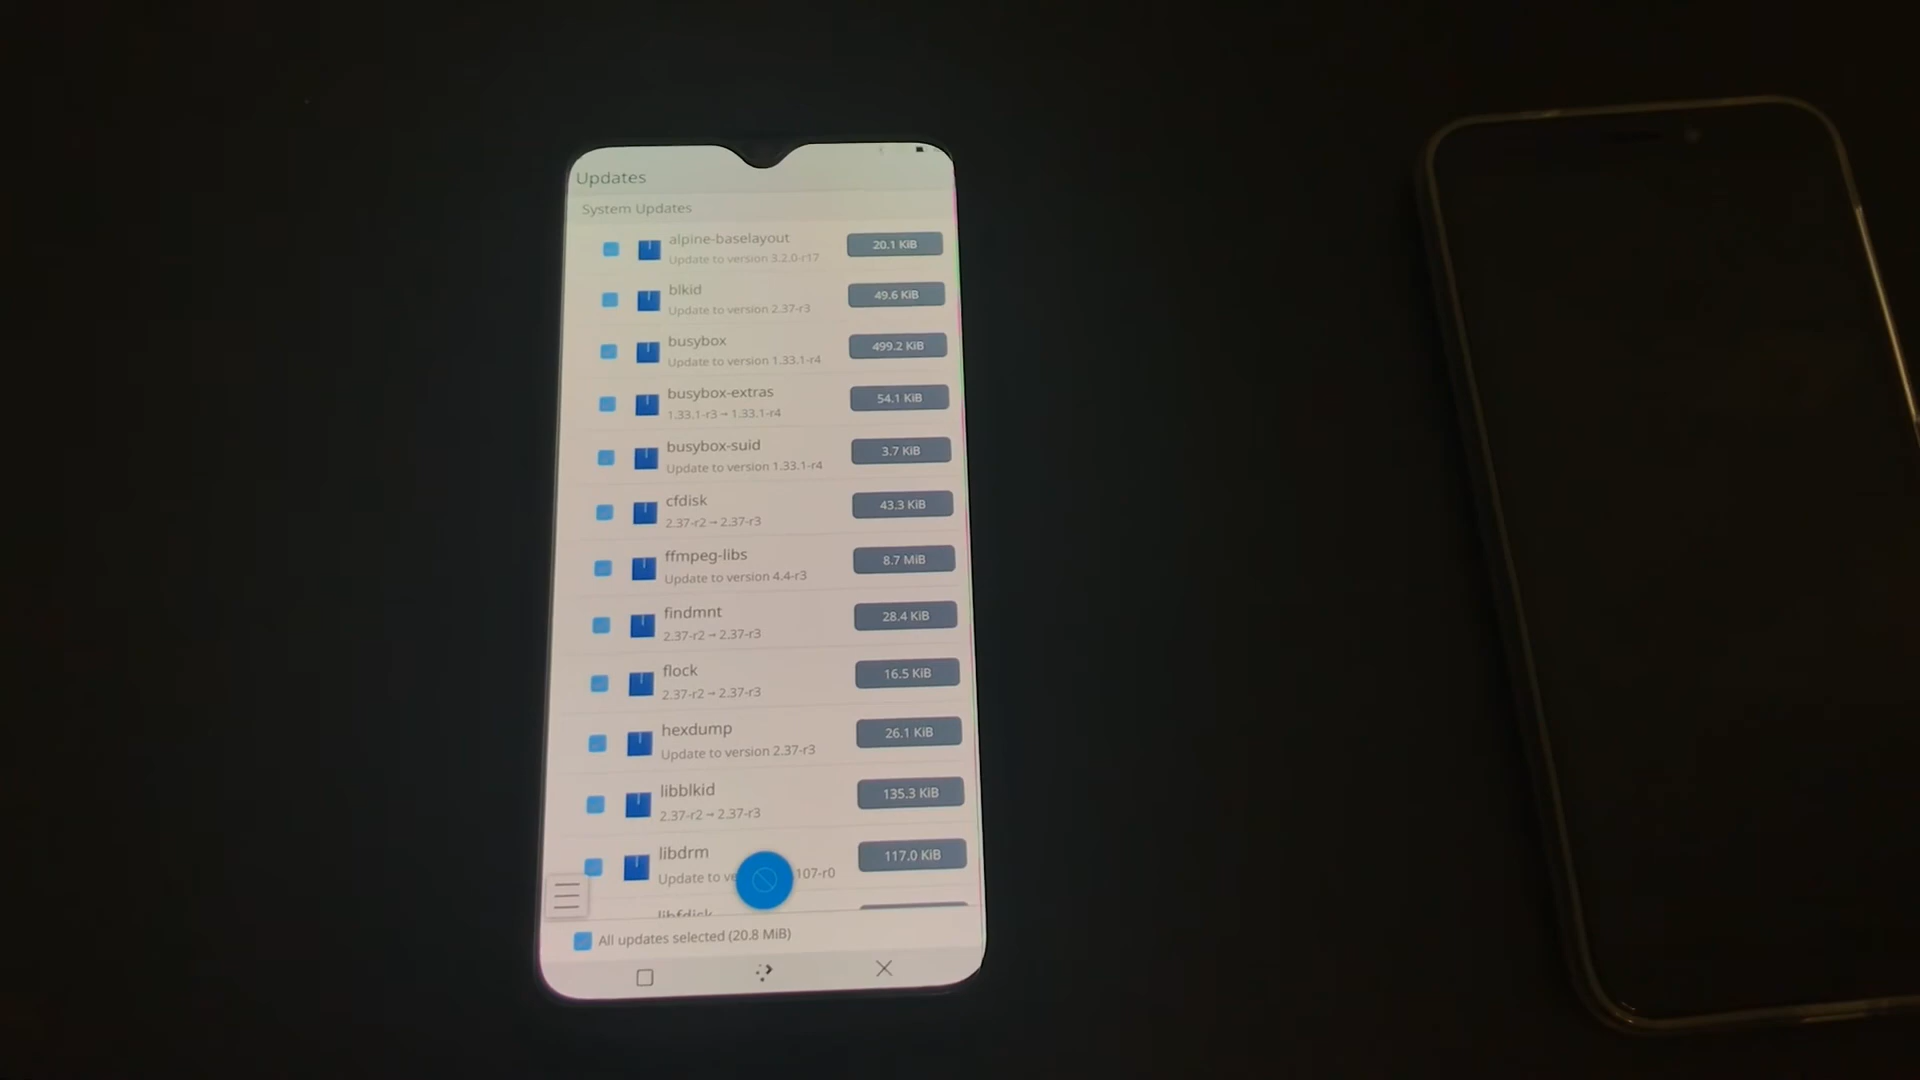 Updates
System Updates
alpine-baselayout
Update to version 3.2.0-r17
20.1 KiB
blkid
Update to version 2.37-r3
49.6 KiB
busybox
Update to version 1.33.1-r4
499.2 KiB
busybox-extras
1.33.1-r3 → 1.33.1-r4
54.1 KiB
busybox-suid
Update to version 1.33.1-r4
3.7 KiB
cfdisk
2.37-r2 → 2.37-r3
43.3 KiB
ffmpeg-libs
Update to version 4.4-r3
8.7 MiB
findmnt
2.37-r2 → 2.37-r3
28.4 KiB
flock
2.37-r2 → 2.37-r3
16.5 KiB
hexdump
Update to version 2.37-r3
26.1 KiB
libblkid
2.37-r2 → 2.37-r3
135.3 KiB
libdrm
Update to ve 107-r0
117.0 KiB
libfdisk
All updates selected (20.8 MiB)